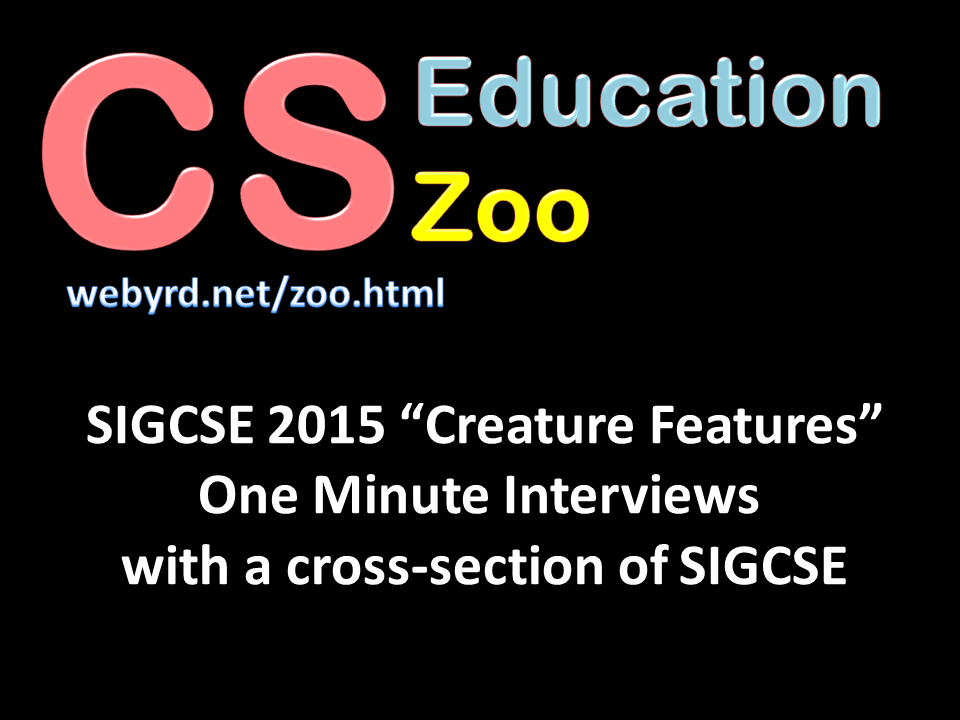 CS Education
Zoo
webyrd.net/zoo.html
SIGCSE 2015 “Creature Features”
One Minute Interviews
with a cross-section of SIGCSE